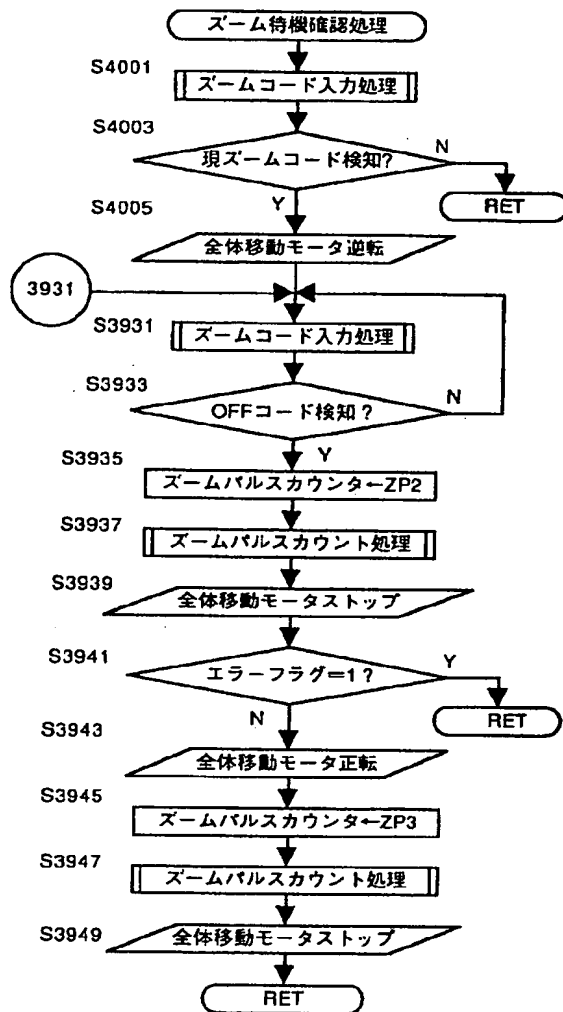 ズーム待機確認処理
S4001
ズームコード入力処理
S4003
現ズームコード検知?
N
RET
Y
S4005
全体移動モータ逆転
3931
S3931
ズームコード入力処理
S3933
OFFコード検知?
N
Y
S3935
ズームパルスカウンタ←ZP2
S3937
ズームパルスカウント処理
S3939
全体移動モータストップ
S3941
エラーフラグ=1?
Y
RET
N
S3943
全体移動モータ正転
S3945
ズームパルスカウンタ←ZP3
S3947
ズームパルスカウント処理
S3949
全体移動モータストップ
RET